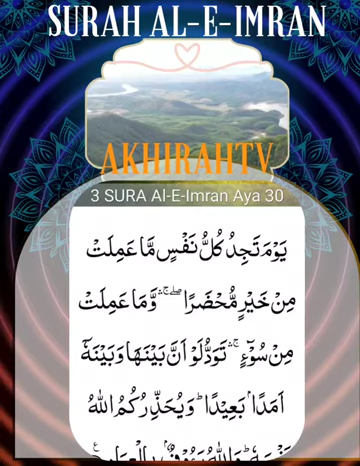 SURAH AL-E-IMRAN
AKHIRAHTV
3 SURA Al-E-Imran Aya 30
يَوْمَ تَجِدُ كُلُّ نَفْسٍ مَّا عَمِلَتْ
مِنْ خَيْرٍ مُّحْضَرًا ۛۖۚ وَّمَا عَمِلَتْ
مِنْ سُوْٓءٍ ۛۚ تَوَدُّ لَوْ اَنَّ بَيْنَهَا وَبَيْنَهٗٓ
اَمَدًاۢ بَعِيْدًا ؕ وَيُحَذِّرُكُمُ اللّٰهُ